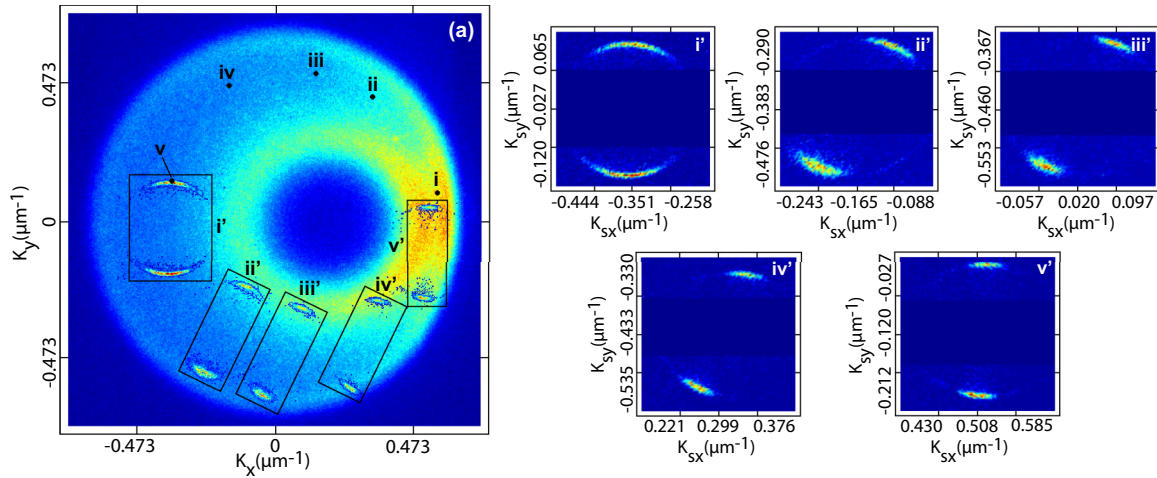 (a)
iii
iv
ii
v
i
i'
v'
ii'
iii'
iv'
0.473
0
-0.473
Ky(μm-1)
-0.473
0
0.473
Kx(μm-1)
i'
0.065
-0.027
-0.120
Ksy(μm-1)
-0.444
-0.351
-0.258
Ksx(μm-1)
ii'
-0.290
-0.383
-0.476
Ksy(μm-1)
-0.243
-0.165
-0.088
Ksx(μm-1)
iii'
-0.367
-0.460
-0.553
Ksy(μm-1)
-0.057
0.020
0.097
Ksx(μm-1)
iv'
-0.330
-0.433
-0.535
Ksy(μm-1)
0.221
0.299
0.376
Ksx(μm-1)
v'
-0.027
-0.120
-0.212
Ksy(μm-1)
0.430
0.508
0.585
Ksx(μm-1)